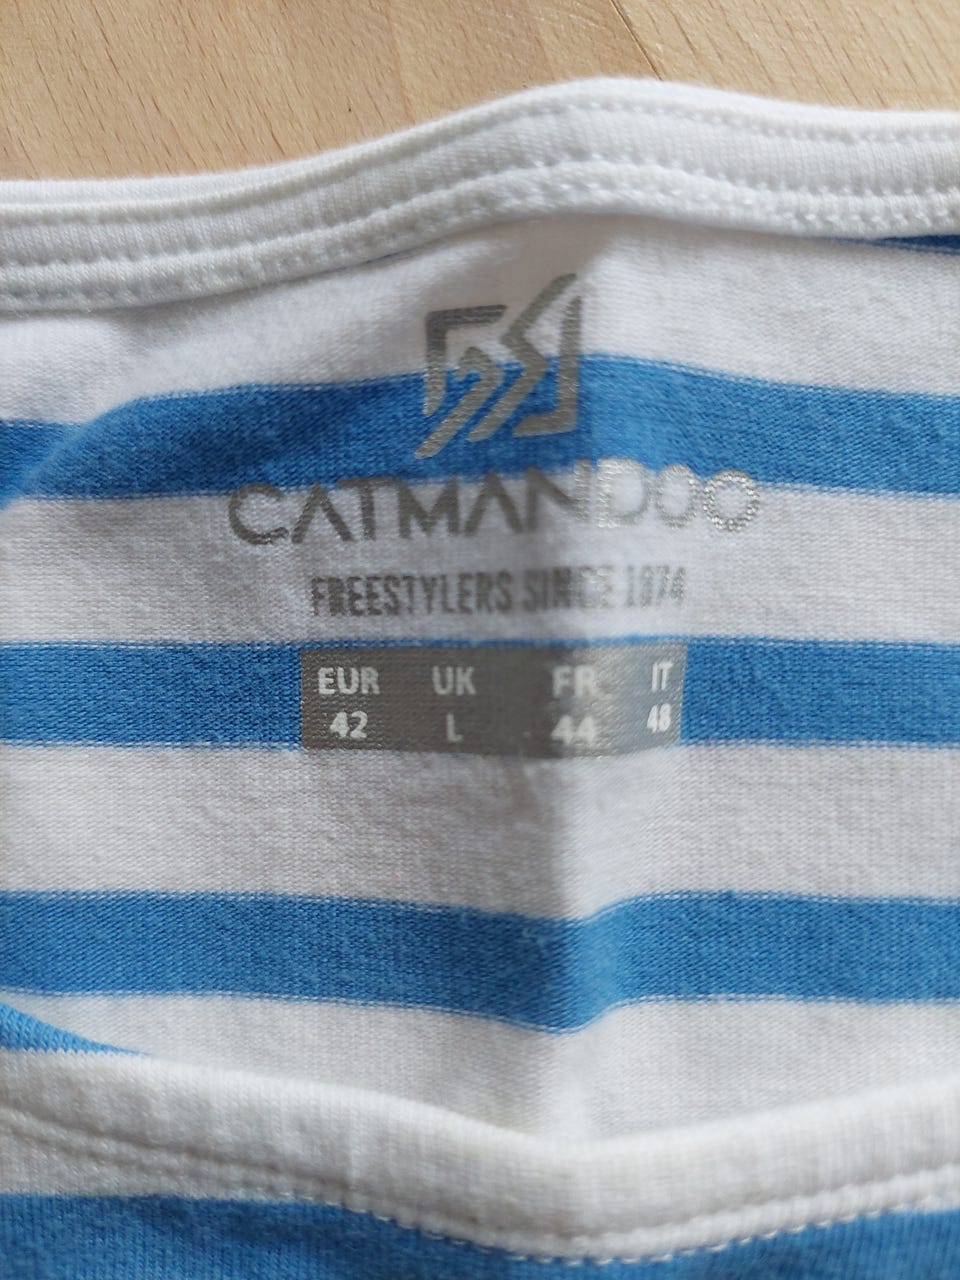 CATMANDOO
FREESTYLERS SINCE 1974
EUR UK FR IT
42 L 44 48